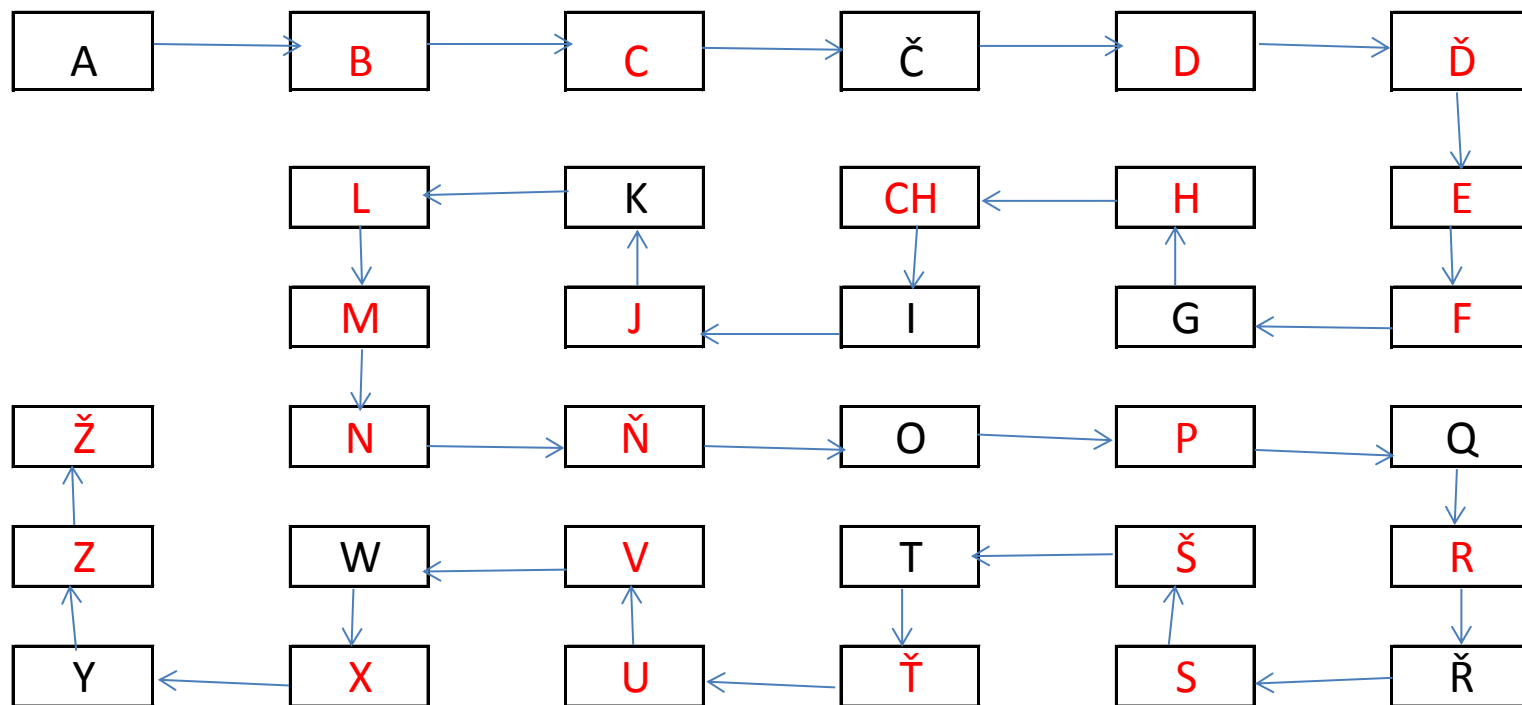 A B C Č D Ď
L K CH H E
M J I G F
Ž N Ň O P Q
Z W V T Š R
Y X U Ť S Ř